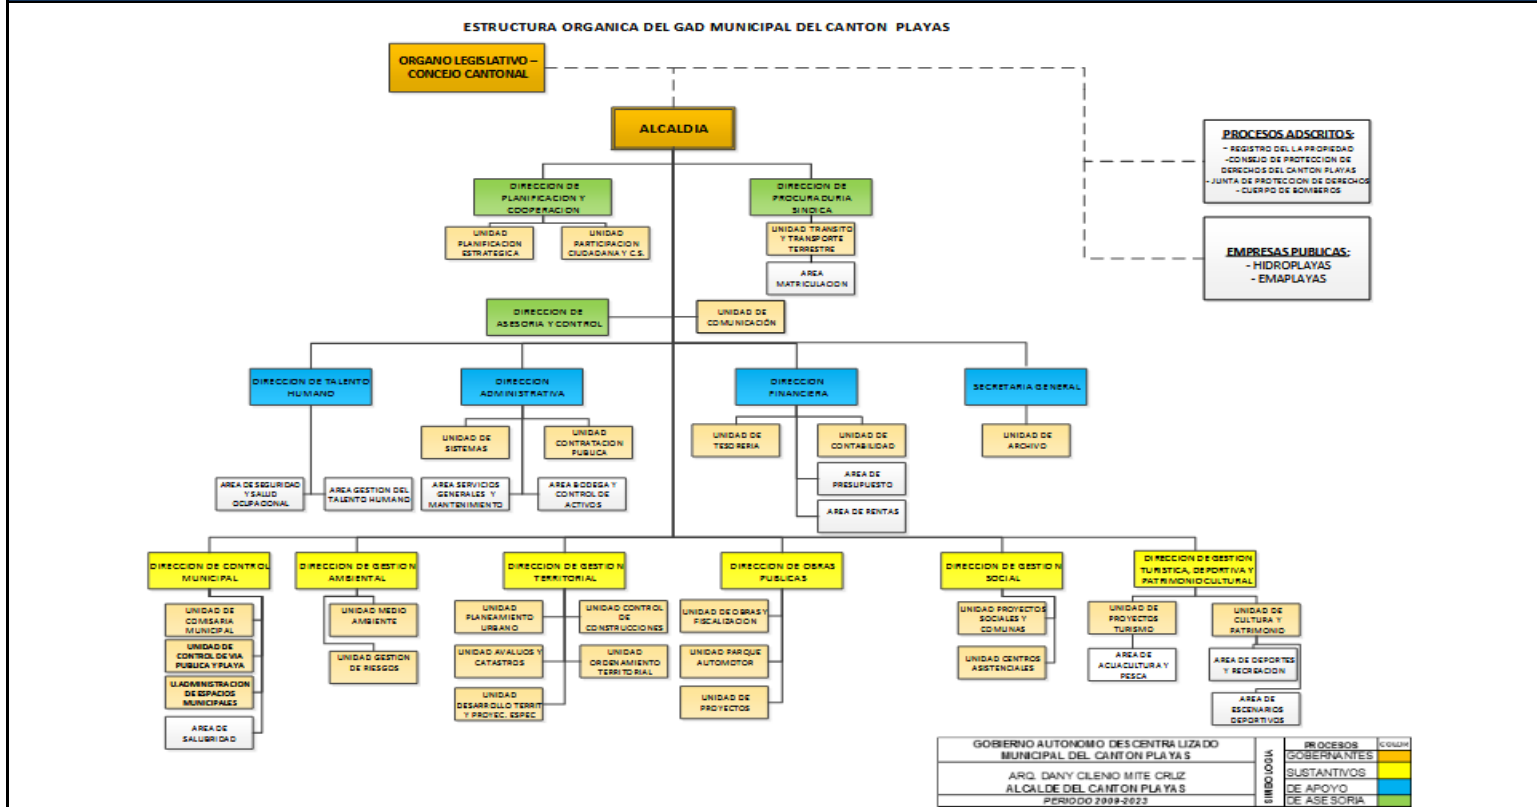 ESTRUCTURA ORGANICA DEL GAD MUNICIPAL DEL CANTON PLAYAS
ORGANO LEGISLATIVO –
CONCEJO CANTONAL
ALCALDIA
PROCESOS ADSCRITOS:
- REGISTRO DEL LA PROPIEDAD
-CONSEJO DE PROTECCION DE
DERECHOS DEL CANTON PLAYAS
- JUNTA DE PROTECCION DE DERECHOS
- CUERPO DE BOMBEROS
EMPRESAS PUBLICAS:
- HIDROPLAYAS
- EMAPLAYAS
DIRECCION DE
PLANIFICACION Y
COOPERACION
DIRECCION DE
PROCURADURIA
SINDICA
UNIDAD
PLANIFICACION
ESTRATEGICA
UNIDAD
PARTICIPACION
CIUDADANA Y C.S.
UNIDAD TRANSITO
Y TRANSPORTE
TERRESTRE
AREA
MATRICULACION
DIRECCION DE
ASESORIA Y CONTROL
UNIDAD DE
COMUNICACIÓN
DIRECCION DE TALENTO
HUMANO
DIRECCION
ADMINISTRATIVA
DIRECCION
FINANCIERA
SECRETARIA GENERAL
UNIDAD DE
SISTEMAS
UNIDAD
CONTRATACION
PUBLICA
UNIDAD DE
TESORERIA
UNIDAD DE
CONTABILIDAD
UNIDAD DE
ARCHIVO
AREA DE SEGURIDAD
Y SALUD
OCUPACIONAL
AREA GESTION DEL
TALENTO HUMANO
AREA SERVICIOS
GENERALES Y
MANTENIMIENTO
AREA BODEGA Y
CONTROL DE
ACTIVOS
AREA DE
PRESUPUESTO
AREA DE RENTAS
DIRECCION DE CONTROL
MUNICIPAL
DIRECCION DE GESTION
AMBIENTAL
DIRECCION DE GESTION
TERRITORIAL
DIRECCION DE OBRAS
PUBLICAS
DIRECCION DE GESTION
SOCIAL
DIRECCION DE GESTION
TURISTICA, DEPORTIVA Y
PATRIMONIO CULTURAL
UNIDAD DE
COMISARIA
MUNICIPAL
UNIDAD DE
CONTROL DE VIA
PUBLICA Y PLAYA
U.ADMINISTRACION
DE ESPACIOS
MUNICIPALES
AREA DE
SALUBRIDAD
UNIDAD MEDIO
AMBIENTE
UNIDAD GESTION
DE RIESGOS
UNIDAD
PLANEAMIENTO
URBANO
UNIDAD CONTROL
DE
CONSTRUCCIONES
UNIDAD AVALUOS Y
CATASTROS
UNIDAD
ORDENAMIENTO
TERRITORIAL
UNIDAD
DESARROLLO TERRIT
Y PROYEC. ESPEC
UNIDAD DE OBRAS Y
FISCALIZACION
UNIDAD PARQUE
AUTOMOTOR
UNIDAD DE
PROYECTOS
UNIDAD PROYECTOS
SOCIALES Y
COMUNAS
UNIDAD CENTROS
ASISTENCIALES
UNIDAD DE
PROYECTOS
TURISMO
AREA DE
ACUACULTURA Y
PESCA
UNIDAD DE
CULTURA Y
PATRIMONIO
AREA DE DEPORTES
Y RECREACION
AREA DE
ESCENARIOS
DEPORTIVOS
GOBIERNO AUTONOMO DESCENTRALIZADO
MUNICIPAL DEL CANTON PLAYAS
ARQ. DANY CILENIO MITE CRUZ
ALCALDE DEL CANTON PLAYAS
PERIODO 2009-2023
SIMBOLOGIA
PROCESOS COLOR
GOBERNANTES
SUSTANTIVOS
DE APOYO
DE ASESORIA